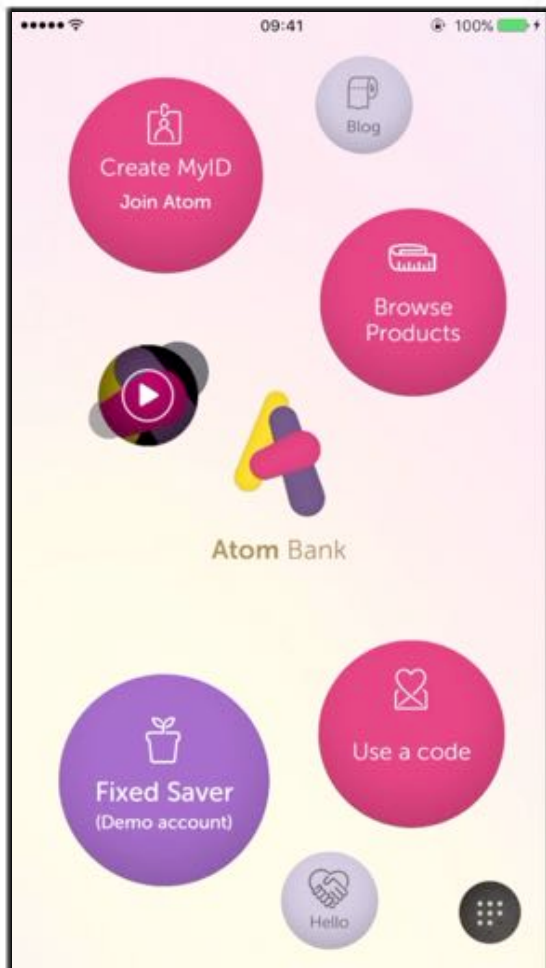 09:41
100%
Blog
Create MyID
Join Atom
Browse
Products
Atom Bank
Use a code
Fixed Saver
(Demo account)
Hello